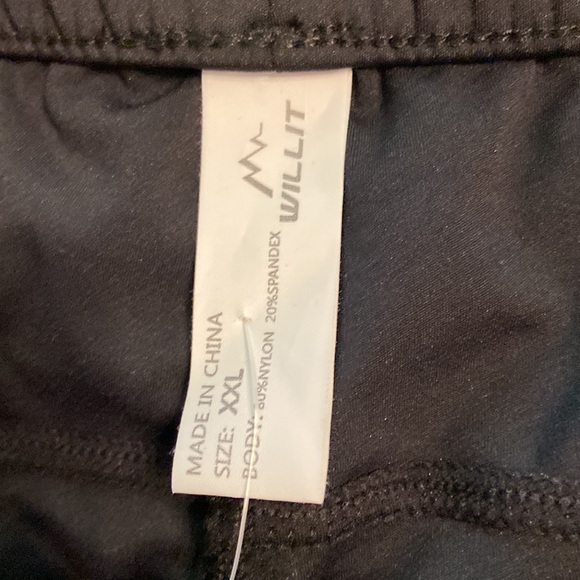 WILLIT
BODY: 80%NYLON 20%SPANDEX
SIZE: XXL
MADE IN CHINA